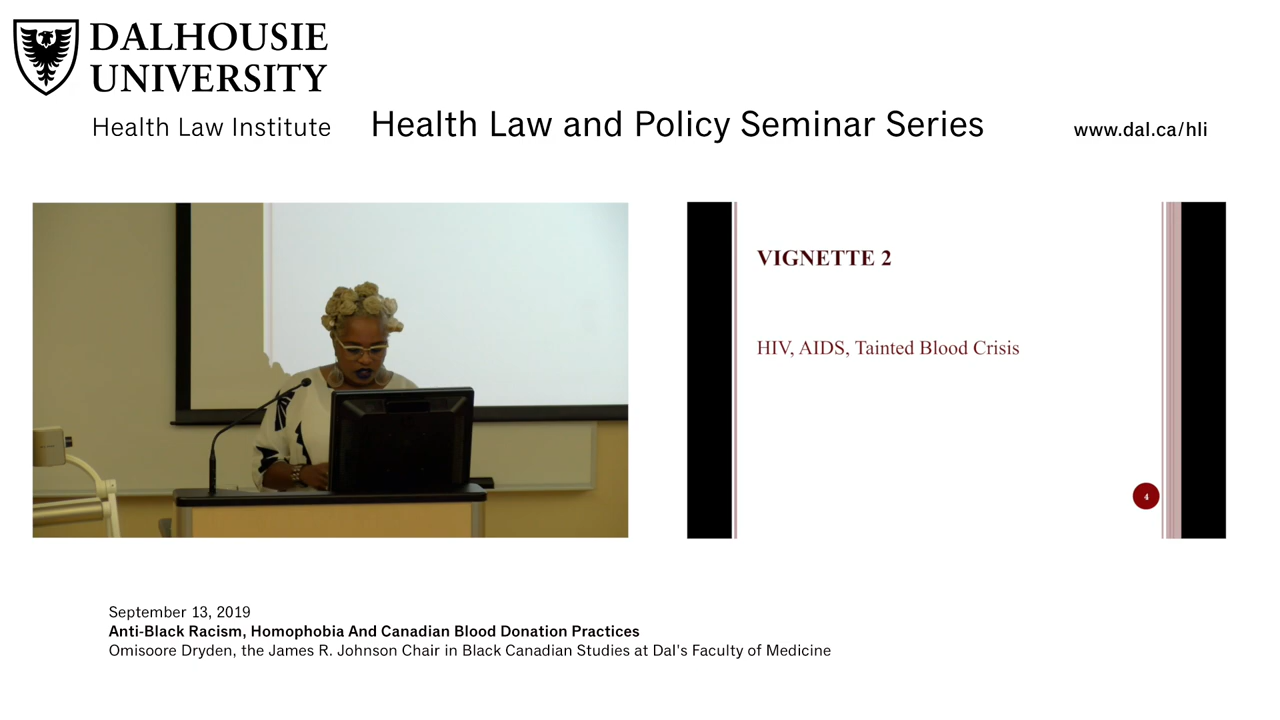 DALHOUSIE
UNIVERSITY
Health Law Institute
Health Law and Policy Seminar Series
www.dal.ca/hli
VIGNETTE 2
HIV, AIDS, Tainted Blood Crisis
4
September 13, 2019
Anti-Black Racism, Homophobia And Canadian Blood Donation Practices
Omisoore Dryden, the James R. Johnson Chair in Black Canadian Studies at Dal's Faculty of Medicine